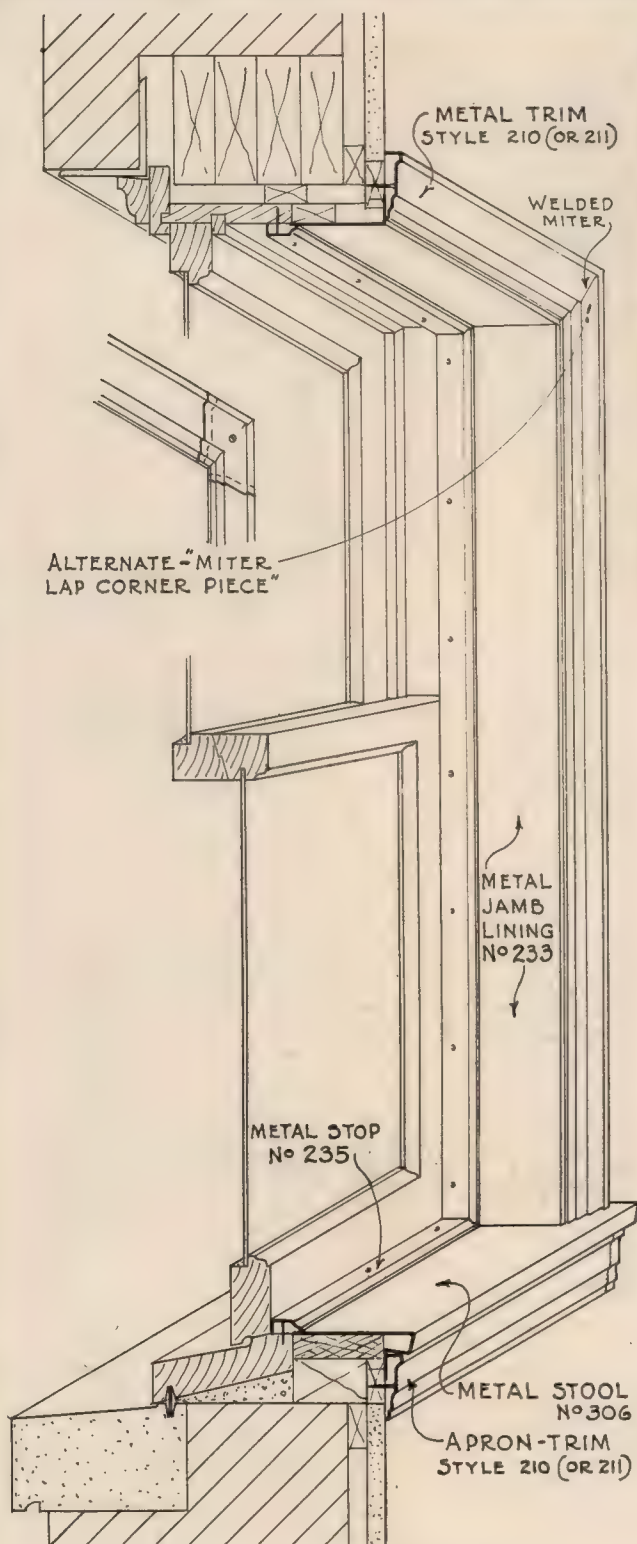 METAL TRIM
STYLE 210 (OR 211)
WELDED
MITER
ALTERNATE-"MITER
LAP CORNER PIECE"
METAL
JAMB
LINING
Nº 233
METAL STOP
Nº 235
METAL STOOL
Nº 306
APRON-TRIM
STYLE 210 (OR 211)